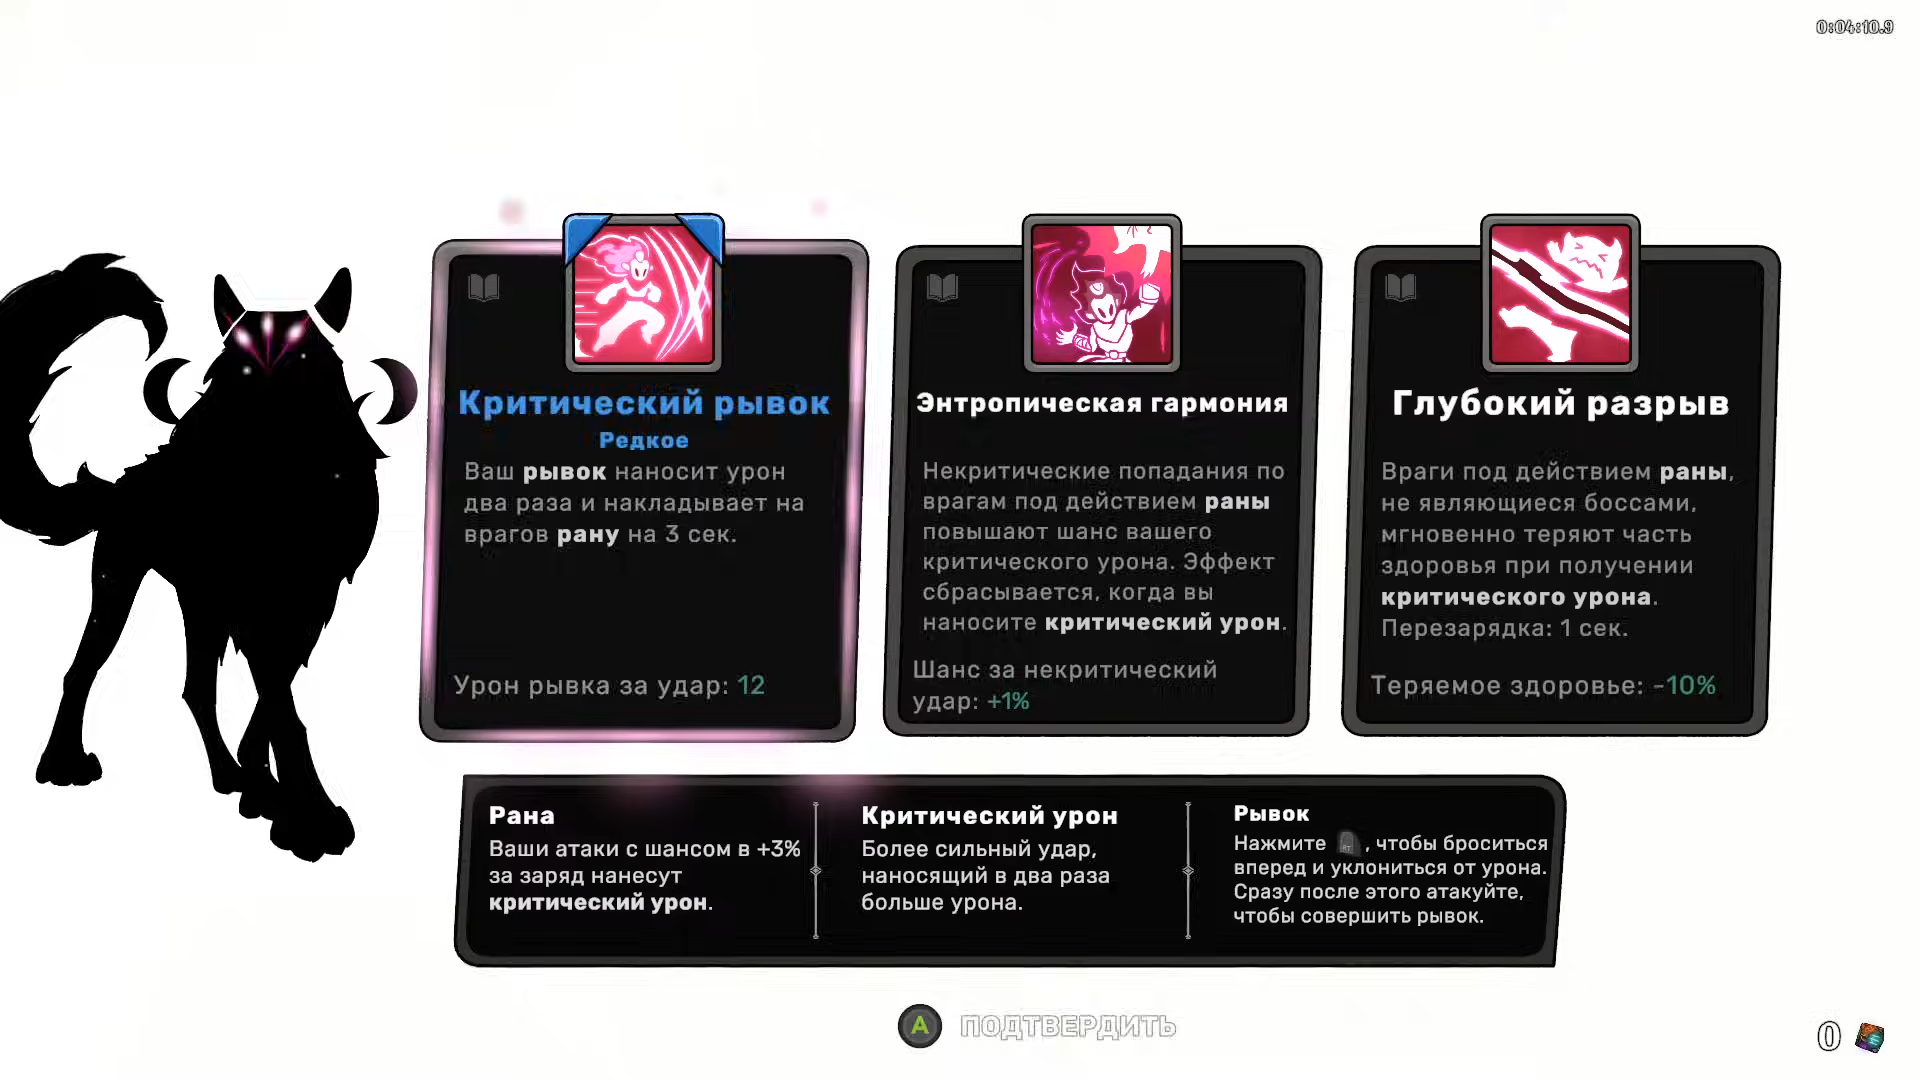 0:04:10.9
Критический рывок
Редкое
Ваш рывок наносит урон
два раза и накладывает на
врагов рану на 3 сек.
Урон рывка за удар: 12
Энтропическая гармония
Некритические попадания по
врагам под действием раны
повышают шанс вашего
критического урона. Эффект
сбрасывается, когда вы
наносите критический урон.
Шанс за некритический
удар: +1%
Глубокий разрыв
Враги под действием раны,
не являющиеся боссами,
мгновенно теряют часть
здоровья при получении
критического урона.
Перезарядка: 1 сек.
Теряемое здоровье: -10%
Рана
Ваши атаки с шансом в +3%
за заряд нанесут
критический урон.
Критический урон
Более сильный удар,
наносящий в два раза
больше урона.
Рывок
Нажмите RT, чтобы броситься
вперед и уклониться от урона.
Сразу после этого атакуйте,
чтобы совершить рывок.
A ПОДТВЕРДИТЬ
0